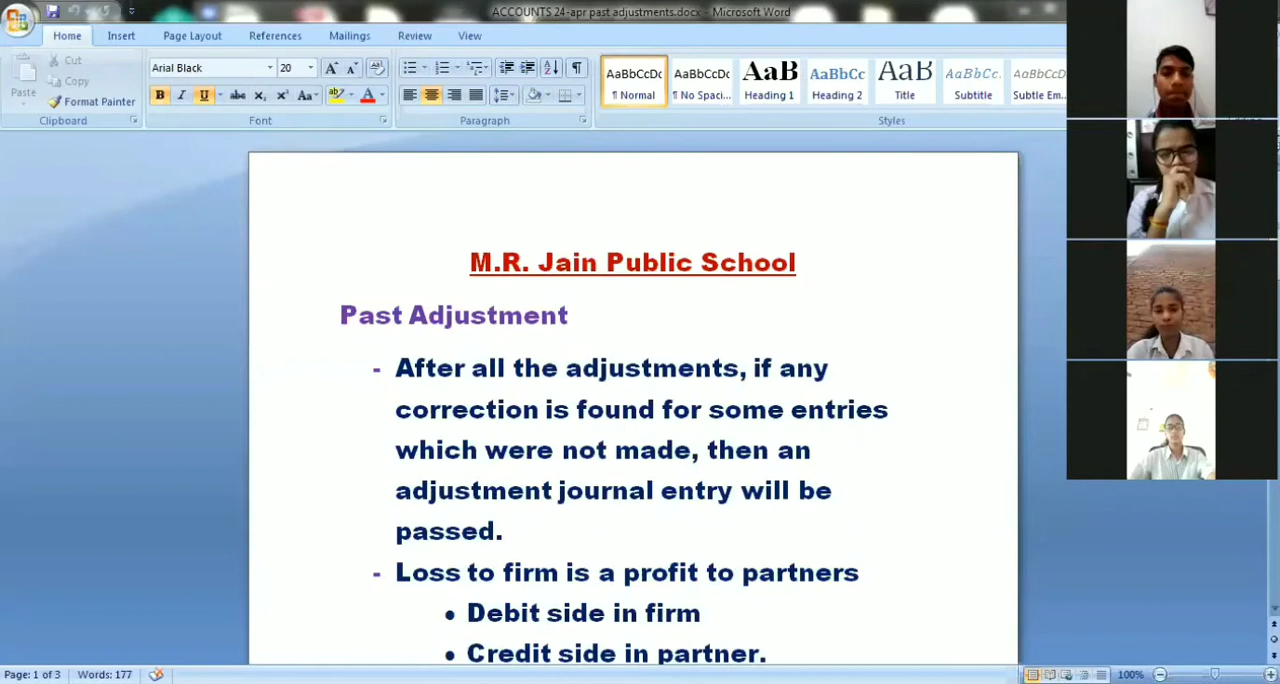 ACCOUNTS 24-apr past adjustments.docx - Microsoft Word
Home Insert Page Layout References Mailings Review View
Paste
Cut
Copy
Format Painter
Clipboard
Arial Black 20
B I U abc X₂ X² Aa
Font
Paragraph
AaBbCcDc AaBbCcDc AaB AaBbCc AaB AaBbCc. AaBbCcDc
¶ Normal ¶ No Spaci... Heading 1 Heading 2 Title Subtitle Subtle Em...
Styles
M.R. Jain Public School
Past Adjustment
- After all the adjustments, if any
correction is found for some entries
which were not made, then an
adjustment journal entry will be
passed.
- Loss to firm is a profit to partners
• Debit side in firm
• Credit side in partner.
Page: 1 of 3 Words: 177 100%